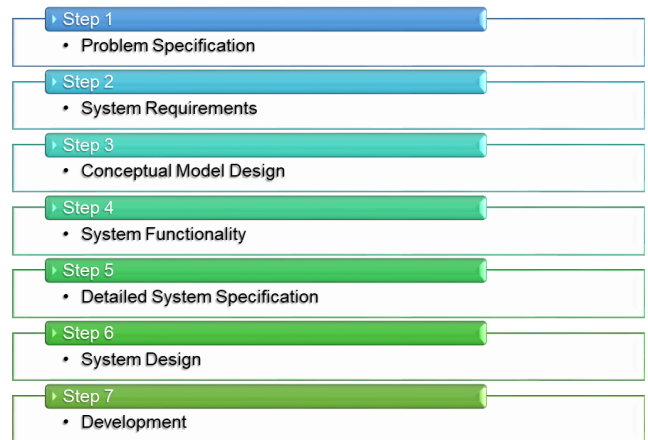 Step 1
• Problem Specification
Step 2
• System Requirements
Step 3
• Conceptual Model Design
Step 4
• System Functionality
Step 5
• Detailed System Specification
Step 6
• System Design
Step 7
• Development